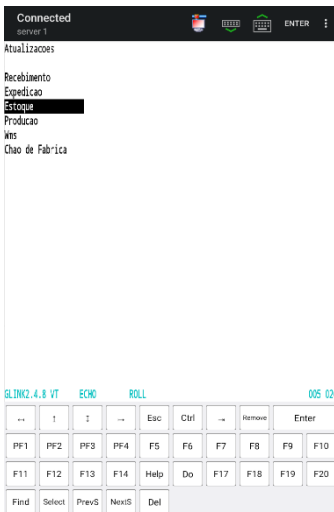 Connected
server 1
ENTER
Atualizacoes
Recebimento
Expedicao
Estoque
Producao
Wms
Chao de Fabrica
GLINK2.4.8 VT ECHO ROLL 005 020
Esc Ctrl Remove Enter
PF1 PF2 PF3 PF4 F5 F6 F7 F8 F9 F10
F11 F12 F13 F14 Help Do F17 F18 F19 F20
Find Select PrevS NextS Del